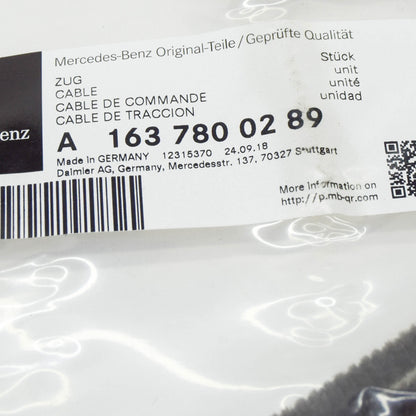 Mercedes-Benz Original-Teile/Geprüfte Qualität
ZUG
CABLE
CABLE DE COMMANDE
CABLE DE TRACCION
Stück
unit
unité
unidad
enz
A 163 780 02 89
Made in GERMANY 12315370 24.09.18
Daimler AG, Germany, Mercedesstr. 137, 70327 Stuttgart
More Information on
http://p.mb-qr.com/